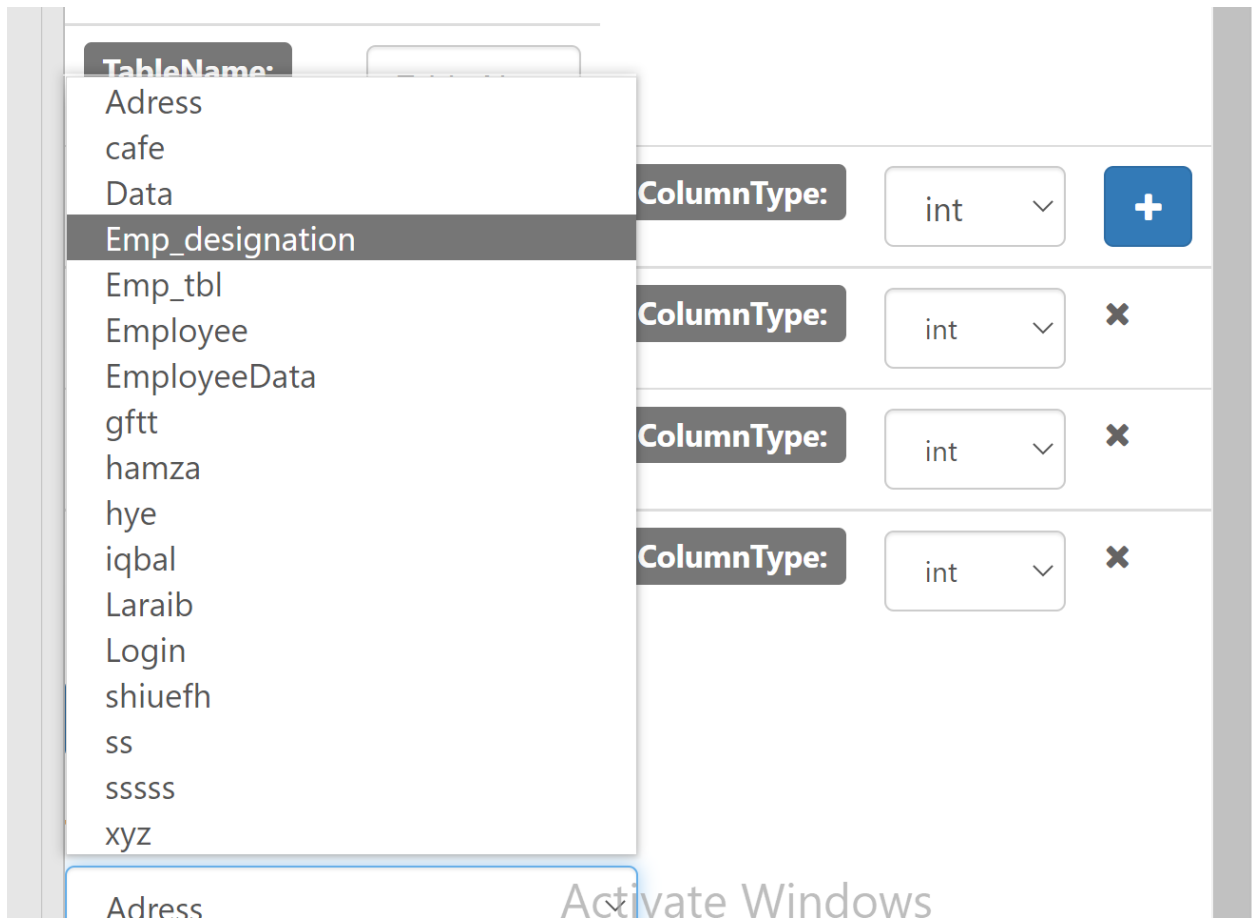 TableName:
Adress
cafe
Data
ColumnType: int
Emp_designation
Emp_tbl
ColumnType: int
Employee
EmployeeData
gftt
ColumnType: int
hamza
hye
iqbal
ColumnType: int
Laraib
Login
shiuefh
ss
sssss
xyz
Adress
Activate Windows